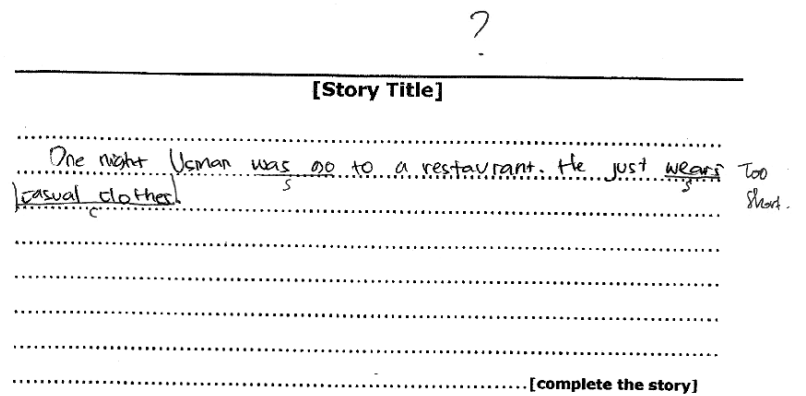 ?
[Story Title]
One night Usman was go to a restaurant. He just wears Too
S S
casual clothes. Short.
C
[complete the story]